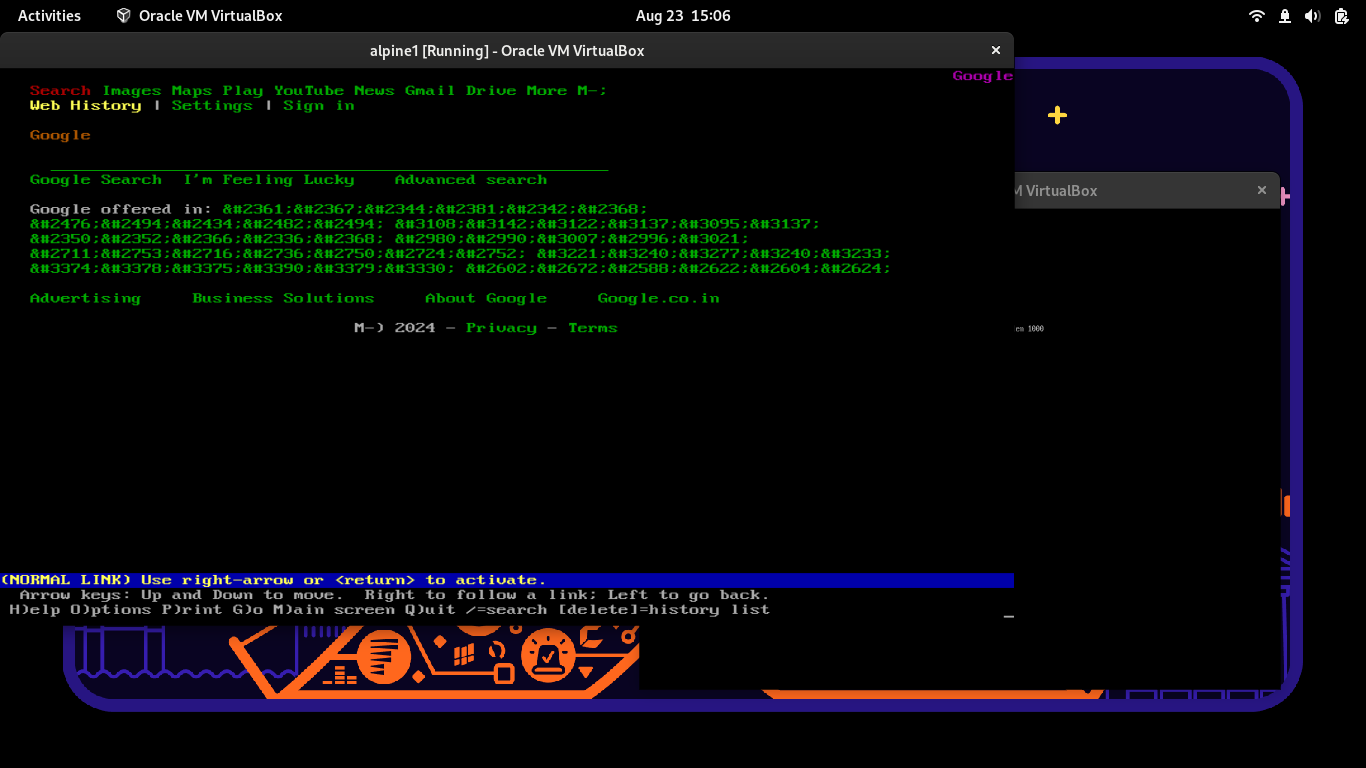 Activities Oracle VM VirtualBox Aug 23 15:06
alpine1 [Running] - Oracle VM VirtualBox ×
Google
Search Images Maps Play YouTube News Gmail Drive More M-;
Web History | Settings | Sign in
Google
Google Search I'm Feeling Lucky Advanced search
Google offered in: &#2361;&#2367;&#2344;&#2381;&#2342;&#2368;
&#2476;&#2494;&#2434;&#2482;&#2494; &#3108;&#3142;&#3122;&#3137;&#3095;&#3137;
&#2350;&#2352;&#2366;&#2336;&#2368; &#2980;&#2990;&#3007;&#2996;&#3021;
&#2711;&#2753;&#2716;&#2736;&#2750;&#2724;&#2752; &#3221;&#3240;&#3277;&#3240;&#3233;
&#3374;&#3378;&#3375;&#3390;&#3379;&#3330; &#2602;&#2672;&#2588;&#2622;&#2604;&#2624;
Advertising Business Solutions About Google Google.co.in
M-) 2024 - Privacy - Terms
(NORMAL LINK) Use right-arrow or <return> to activate.
Arrow keys: Up and Down to move. Right to follow a link; Left to go back.
H)elp O)ptions P)rint G)o M)ain screen Q)uit /=search [delete]=history list
M VirtualBox ×
en 1000